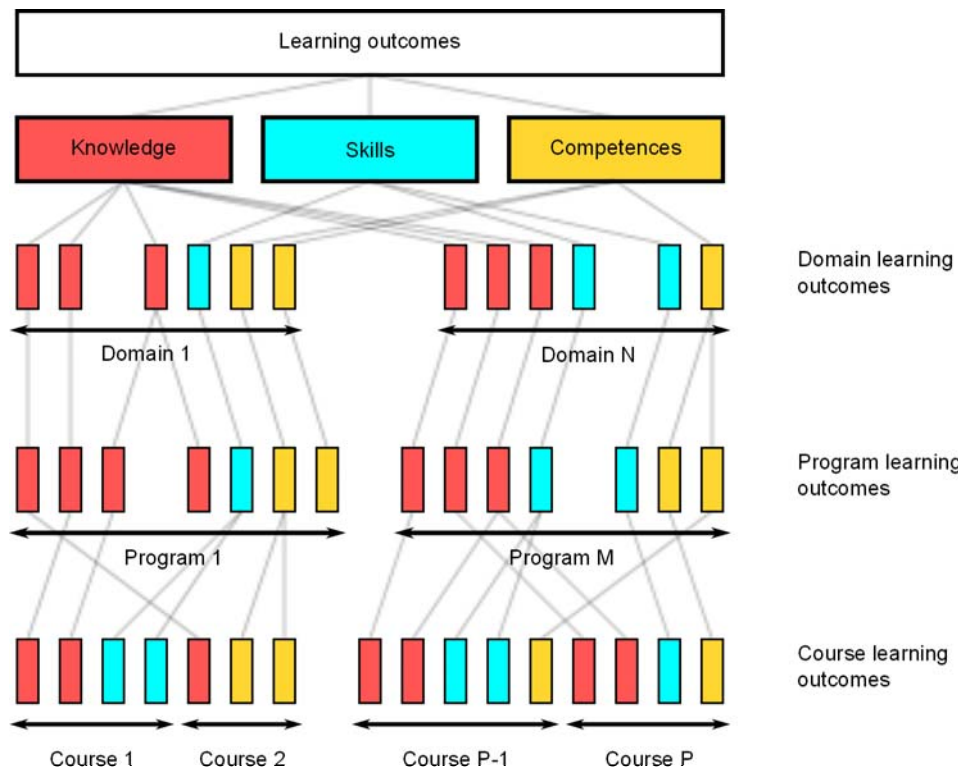 Learning outcomes
Knowledge
Skills
Competences
Domain learning
outcomes
Domain 1
Domain N
Program learning
outcomes
Program 1
Program M
Course learning
outcomes
Course 1
Course 2
Course P-1
Course P